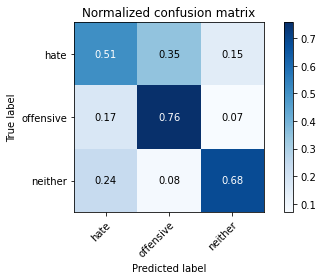 Normalized confusion matrix
True label
hate
0.51 0.35 0.15
offensive
0.17 0.76 0.07
neither
0.24 0.08 0.68
hate
offensive
neither
Predicted label
0.7
0.6
0.5
0.4
0.3
0.2
0.1